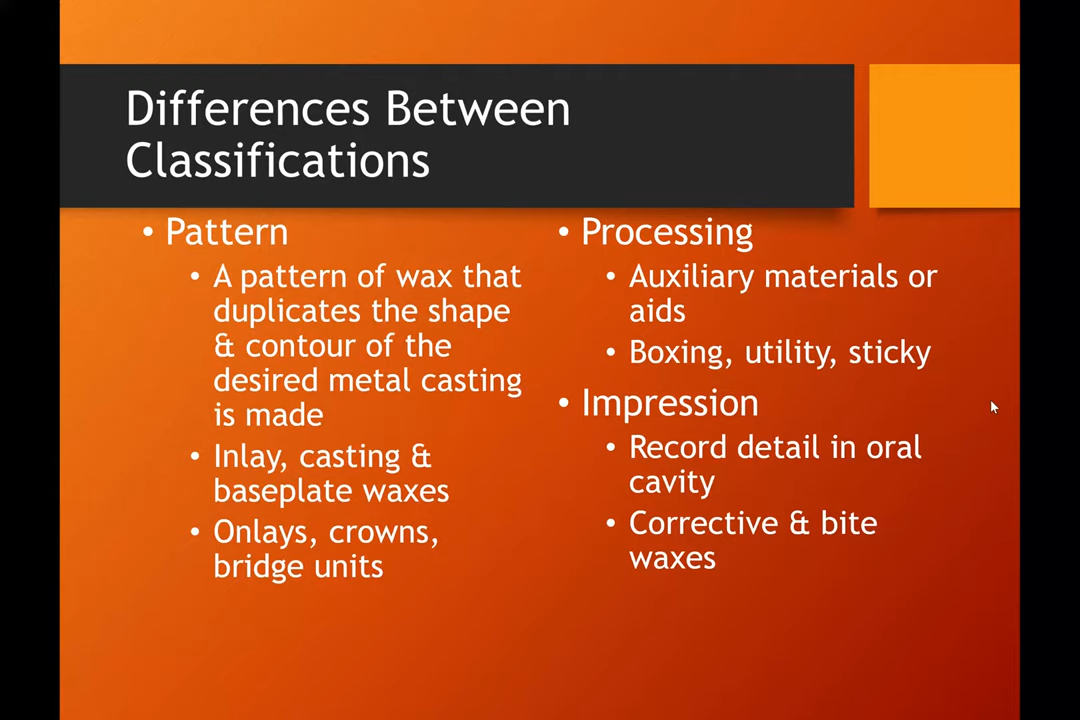 Differences Between
Classifications
• Pattern
• A pattern of wax that
duplicates the shape
& contour of the
desired metal casting
is made
• Inlay, casting &
baseplate waxes
• Onlays, crowns,
bridge units
• Processing
• Auxiliary materials or
aids
• Boxing, utility, sticky
• Impression
• Record detail in oral
cavity
• Corrective & bite
waxes